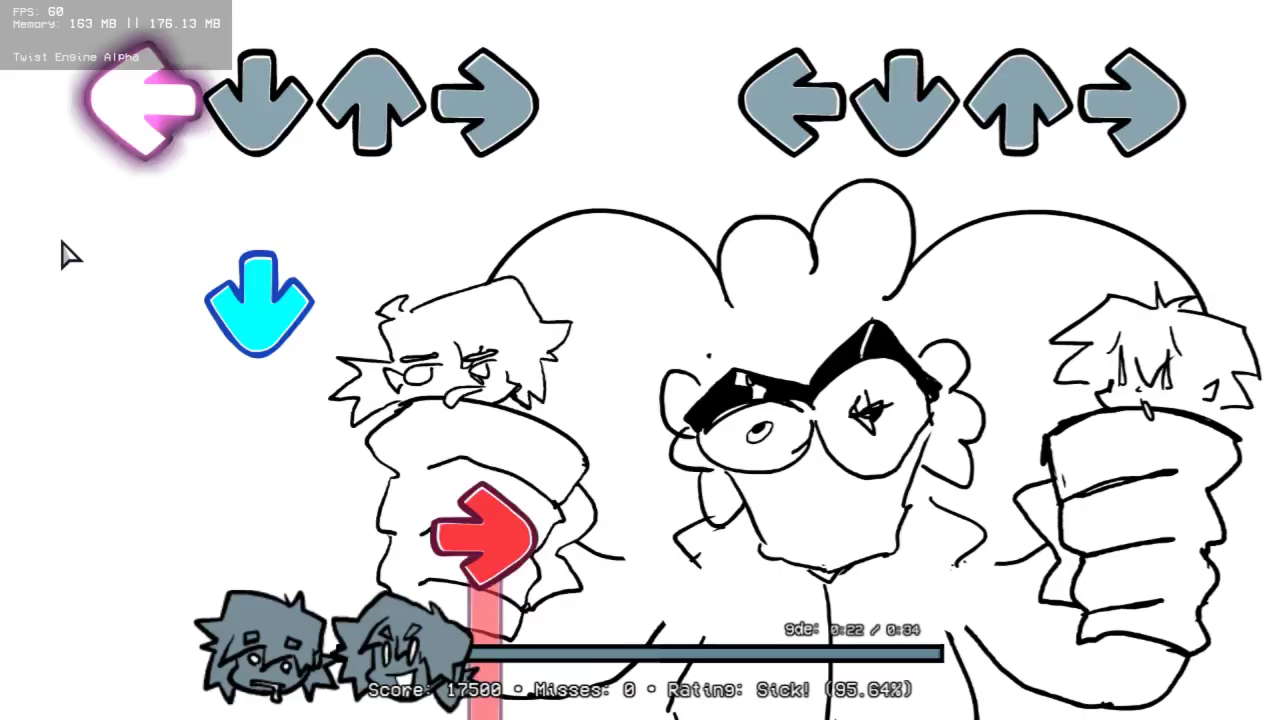 FPS: 60
Memory: 163 MB || 176.13 MB
Twist Engine Alpha
9de: 0:22 / 0:34
Score: 17500 • Misses: 0 • Rating: Sick! (95.64%)